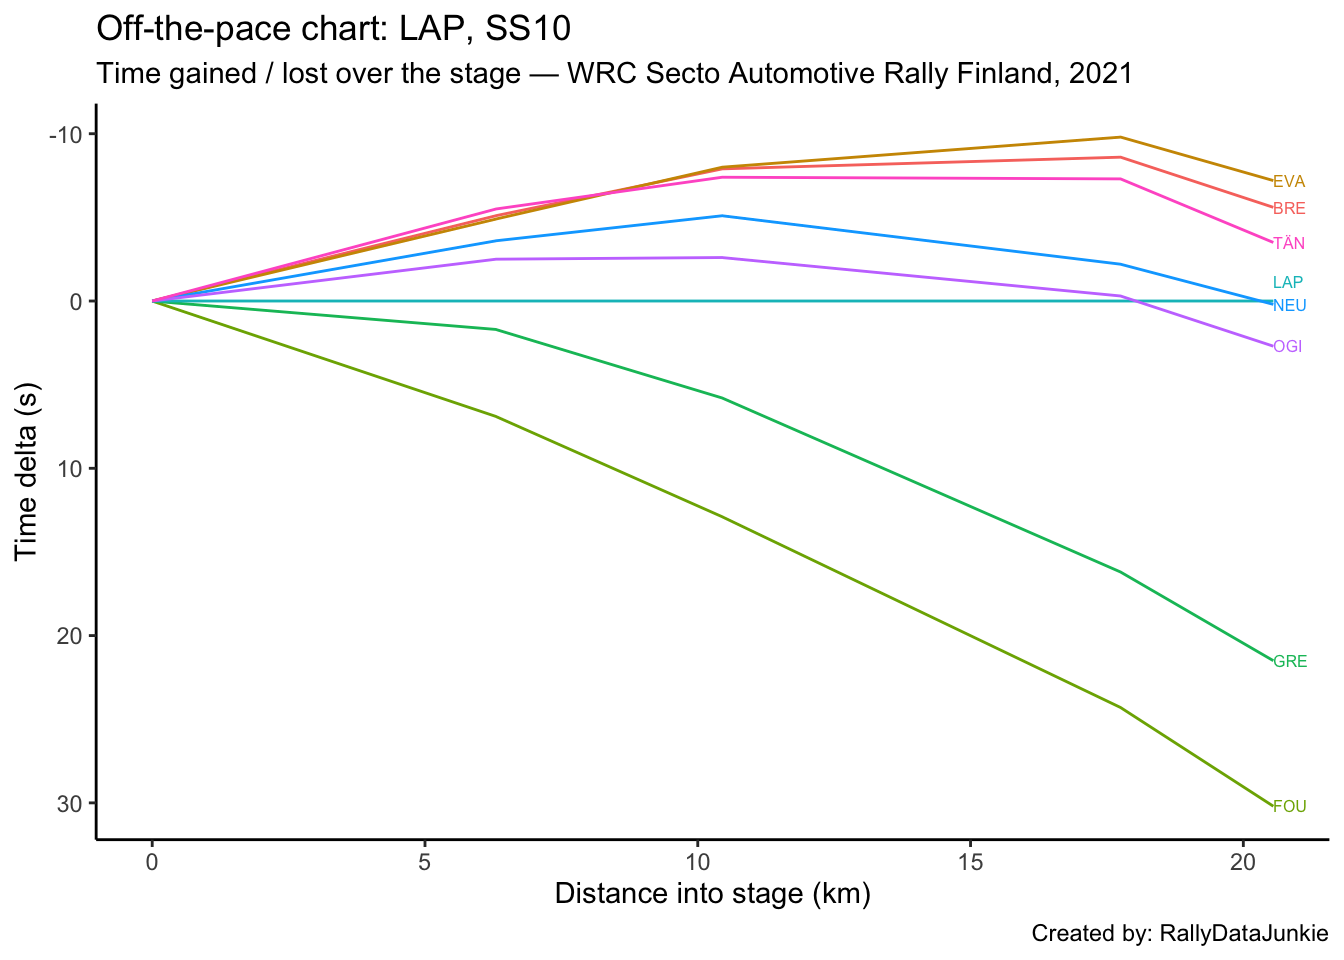 Off-the-pace chart: LAP, SS10
Time gained / lost over the stage — WRC Secto Automotive Rally Finland, 2021
-10
0
10
20
30
Time delta (s)
EVA
BRE
TÄN
LAP
NEU
OGI
GRE
FOU
0 5 10 15 20
Distance into stage (km)
Created by: RallyDataJunkie